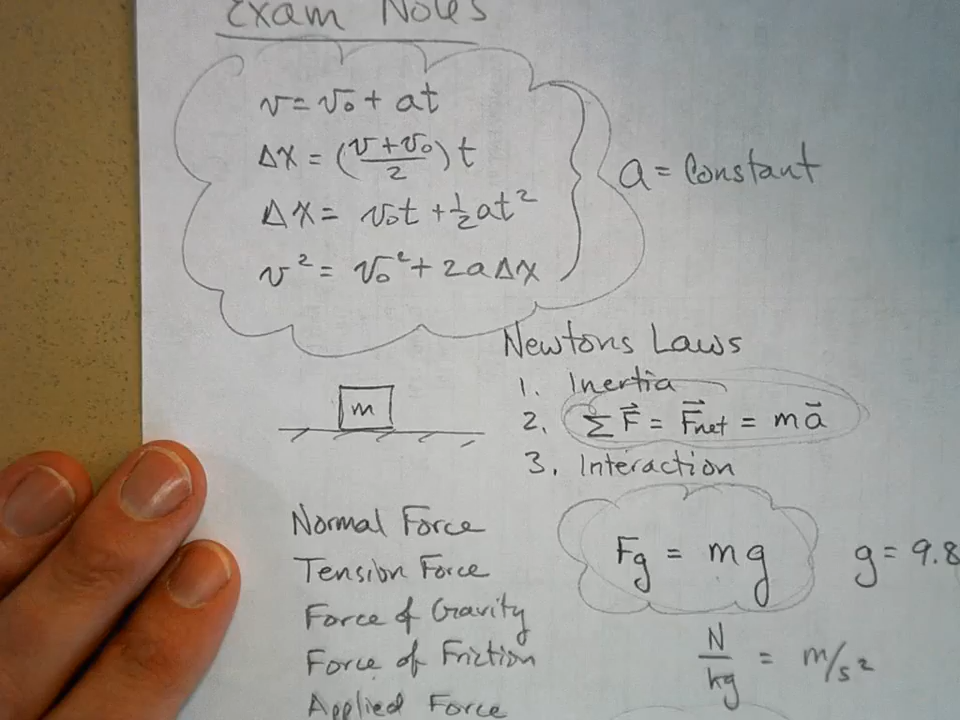 Exam Notes
v = v₀ + at
Δx = (v + v₀ / 2) t
Δx = v₀t + ½at²
v² = v₀² + 2aΔx
a = constant
Newtons Laws
1. Inertia
2. ΣF⃗ = F⃗net = ma⃗
3. Interaction
m
Normal Force
Tension Force
Force of Gravity
Force of Friction
Applied Force
Fg = mg
g = 9.8
N/kg = m/s²